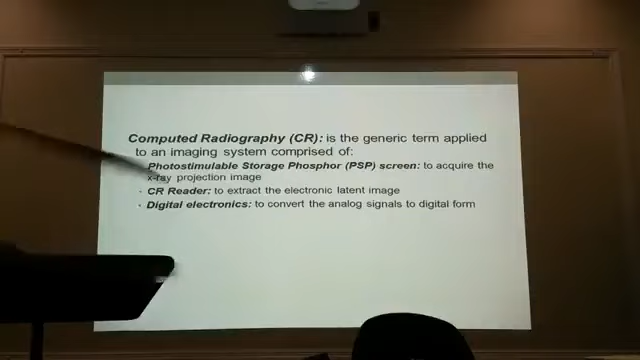 Computed Radiography (CR): is the generic term applied
to an imaging system comprised of:
Photostimulable Storage Phosphor (PSP) screen: to acquire the
x-ray projection image
· CR Reader: to extract the electronic latent image
· Digital electronics: to convert the analog signals to digital form